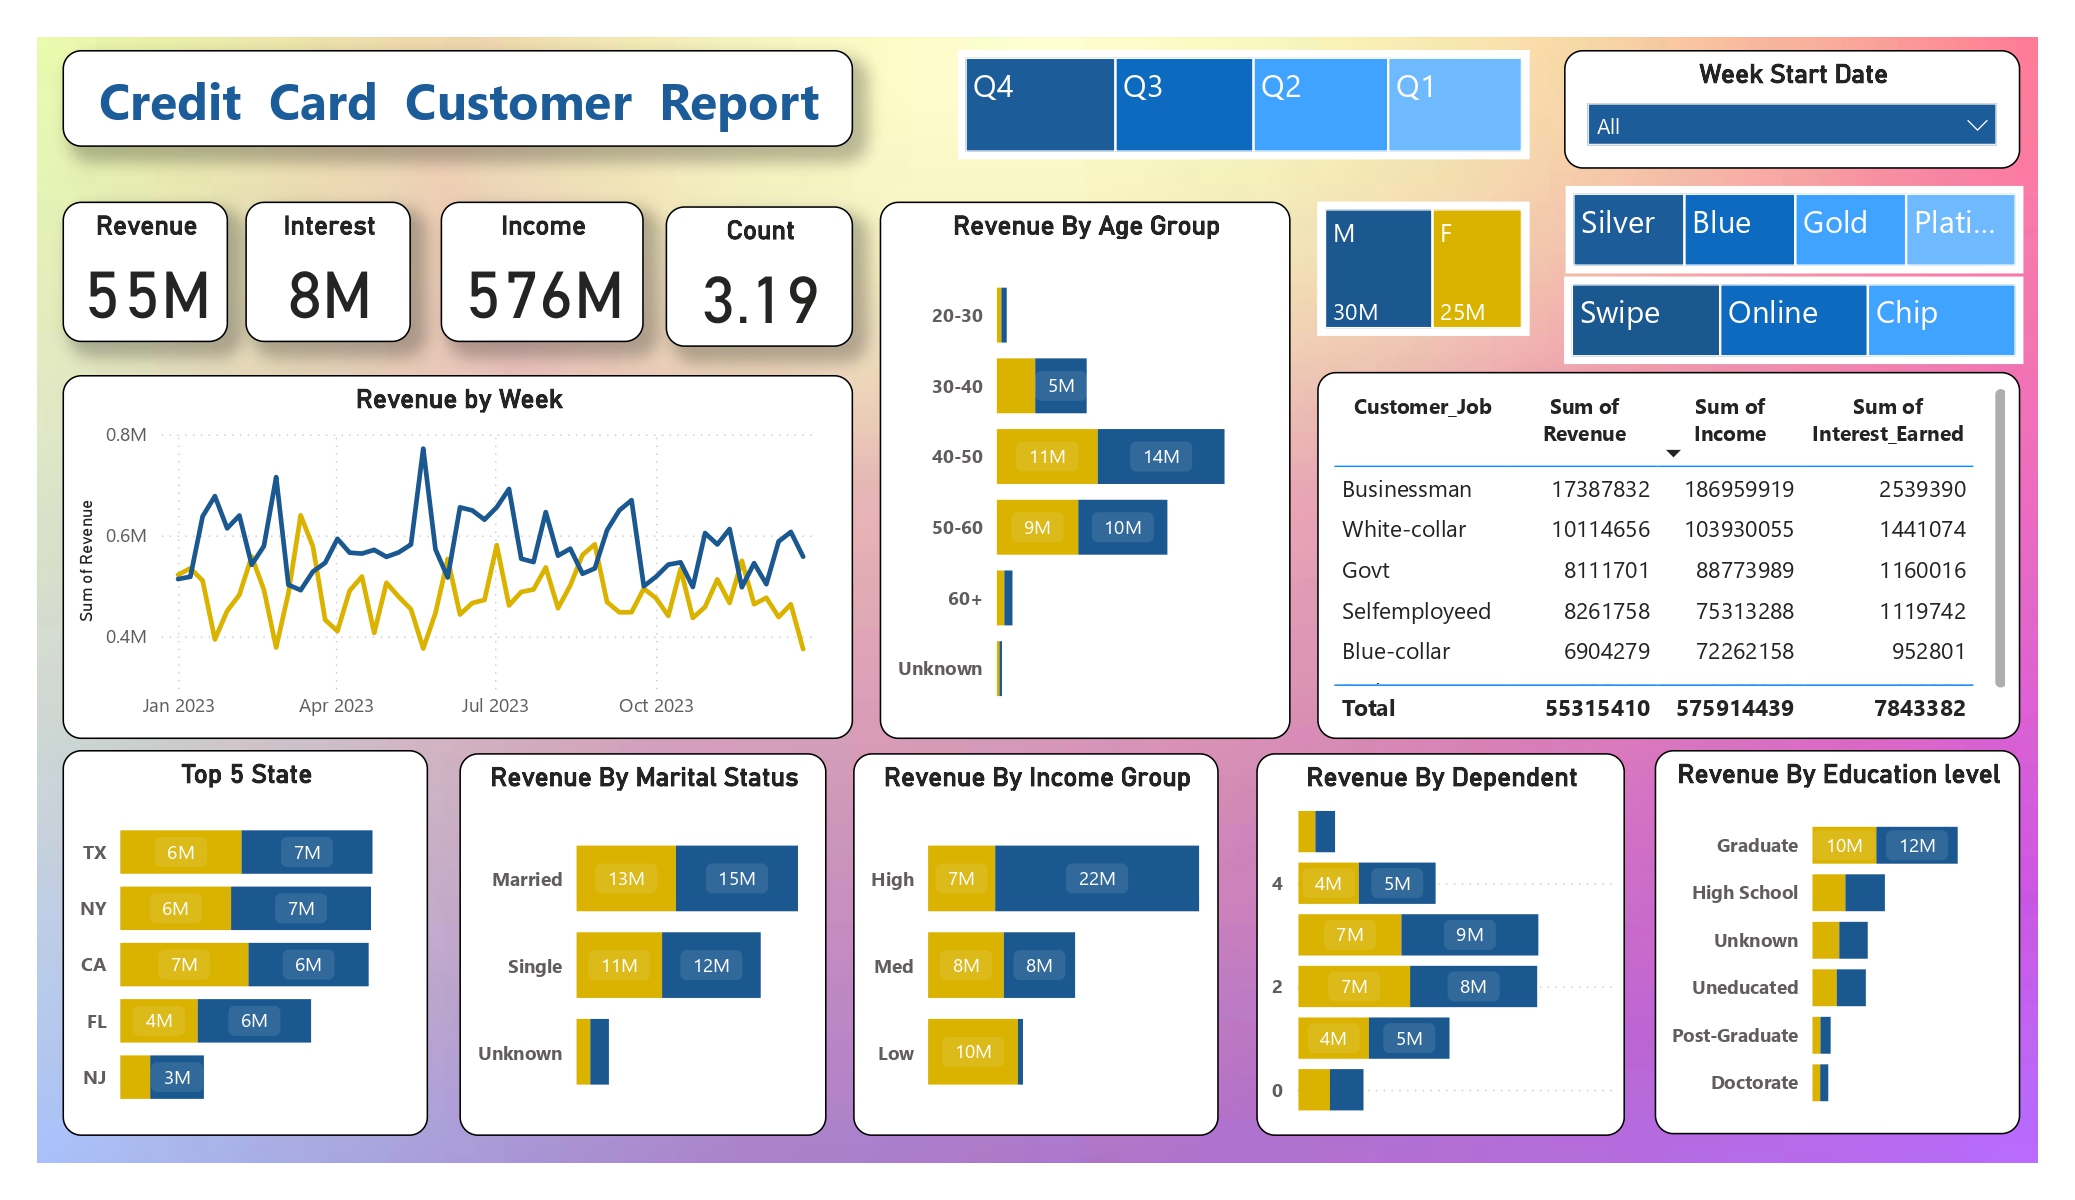 Credit Card Customer Report
Q4 Q3 Q2 Q1
Week Start Date
All
Revenue
55M
Interest
8M
Income
576M
Count
3.19
Revenue By Age Group
20-30
30-40 5M
40-50 11M 14M
50-60 9M 10M
60+
Unknown
M F
30M 25M
Silver Blue Gold Plati...
Swipe Online Chip
Revenue by Week
Sum of Revenue
0.8M
0.6M
0.4M
Jan 2023 Apr 2023 Jul 2023 Oct 2023
Customer_Job Sum of Revenue Sum of Income Sum of Interest_Earned
Businessman 17387832 186959919 2539390
White-collar 10114656 103930055 1441074
Govt 8111701 88773989 1160016
Selfemployeed 8261758 75313288 1119742
Blue-collar 6904279 72262158 952801
Total 55315410 575914439 7843382
Top 5 State
TX 6M 7M
NY 6M 7M
CA 7M 6M
FL 4M 6M
NJ 3M
Revenue By Marital Status
Married 13M 15M
Single 11M 12M
Unknown
Revenue By Income Group
High 7M 22M
Med 8M 8M
Low 10M
Revenue By Dependent
4 4M 5M
7M 9M
2 7M 8M
4M 5M
0
Revenue By Education level
Graduate 10M 12M
High School
Unknown
Uneducated
Post-Graduate
Doctorate